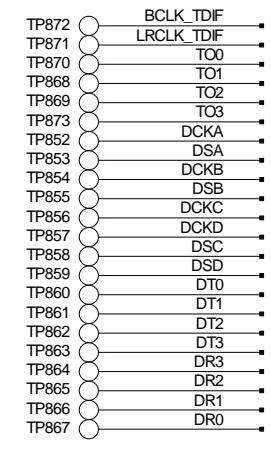 TP872 BCLK_TDIF
TP871 LRCLK_TDIF
TP870 TO0
TP868 TO1
TP869 TO2
TP873 TO3
TP852 DCKA
TP853 DSA
TP854 DCKB
TP855 DSB
TP856 DCKC
TP857 DCKD
TP858 DSC
TP859 DSD
TP860 DT0
TP861 DT1
TP862 DT2
TP863 DT3
TP864 DR3
TP865 DR2
TP866 DR1
TP867 DR0